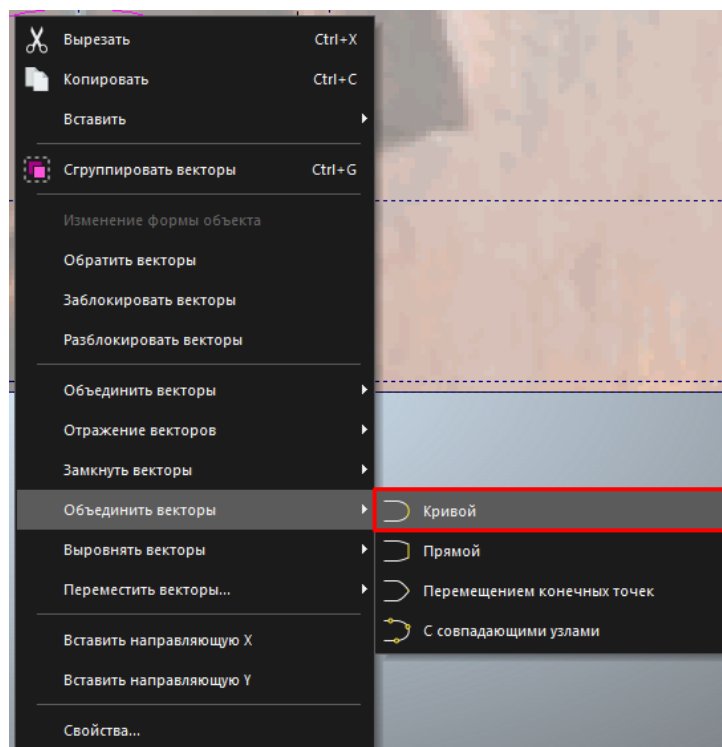 Вырезать Ctrl+X
Копировать Ctrl+C
Вставить
Сгруппировать векторы Ctrl+G
Изменение формы объекта
Обратить векторы
Заблокировать векторы
Разблокировать векторы
Объединить векторы
Отражение векторов
Замкнуть векторы
Объединить векторы
Кривой
Выровнять векторы
Прямой
Переместить векторы...
Перемещением конечных точек
С совпадающими узлами
Вставить направляющую X
Вставить направляющую Y
Свойства...